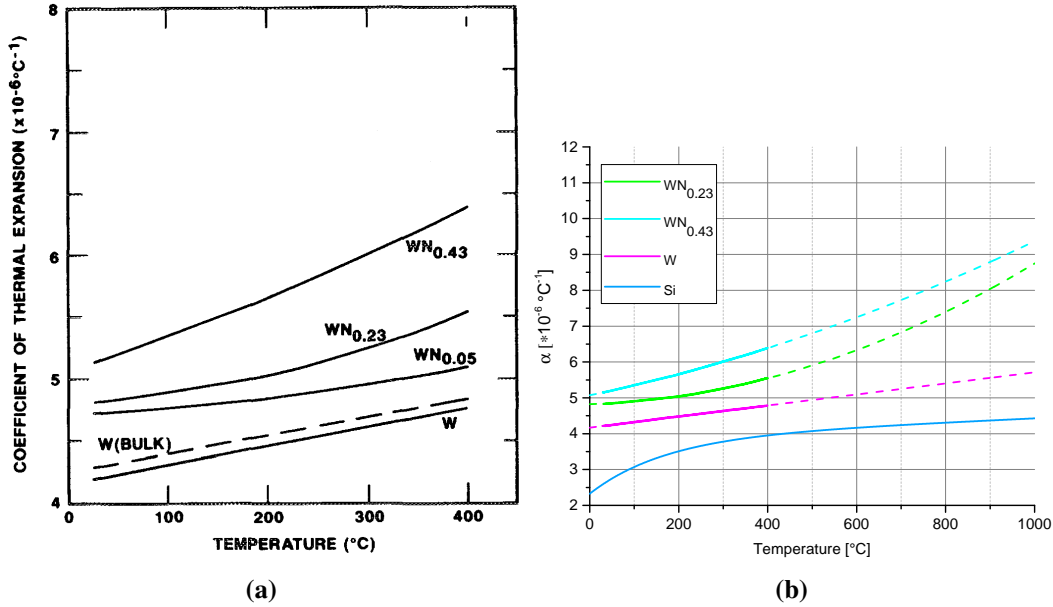 8
7
6
5
4
COEFFICIENT OF THERMAL EXPANSION (x10-6°C-1)
WN0.43
WN0.23
WN0.05
W(BULK)
W
0 100 200 300 400
TEMPERATURE (°C)
(a)
12
11
10
9
8
7
6
5
4
3
2
α [*10-6 °C-1]
WN0.23
WN0.43
W
Si
0 200 400 600 800 1000
Temperature [°C]
(b)